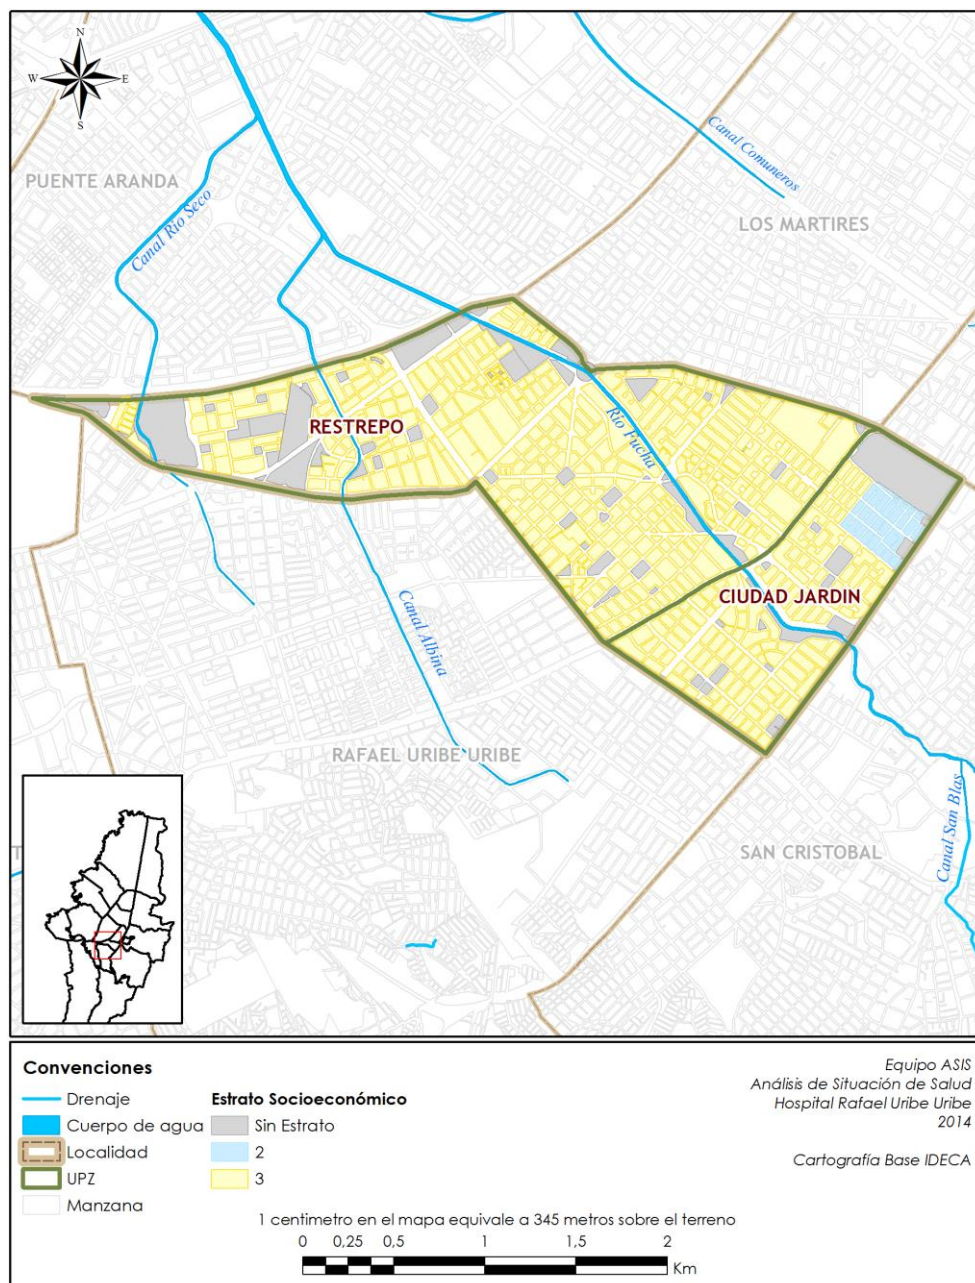 N
W
E
S
Canal Comuneros
PUENTE ARANDA
Canal Rio Seco
LOS MARTIRES
RESTREPO
Rio Fucha
CIUDAD JARDIN
Canal Albina
RAFAEL URIBE URIBE
SAN CRISTOBAL
Canal San Blas
T
Convenciones
Drenaje
Cuerpo de agua
Localidad
UPZ
Manzana
Estrato Socioeconómico
Sin Estrato
2
3
Equipo ASIS
Análisis de Situación de Salud
Hospital Rafael Uribe Uribe
2014
Cartografía Base IDECA
1 centimetro en el mapa equivale a 345 metros sobre el terreno
0 0,25 0,5 1 1,5 2
Km